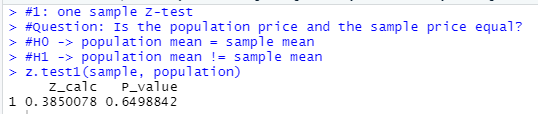 > #1: one sample Z-test
> #Question: Is the population price and the sample price equal?
> #H0 -> population mean = sample mean
> #H1 -> population mean != sample mean
> z.test1(sample, population)
     Z_calc   P_value
1 0.3850078 0.6498842